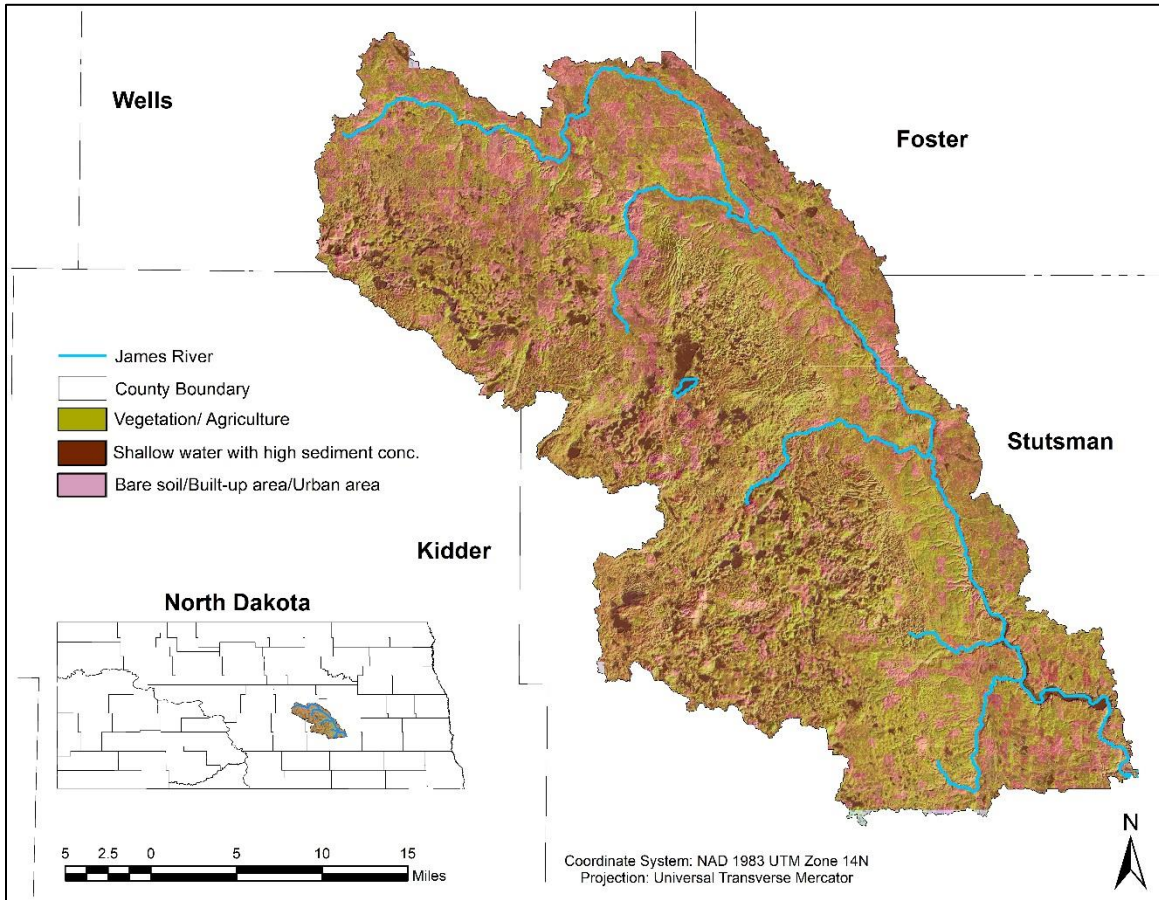 Wells
Foster
James River
County Boundary
Vegetation/ Agriculture
Shallow water with high sediment conc.
Bare soil/Built-up area/Urban area
Stutsman
Kidder
North Dakota
5 2.5 0 5 10 15
Miles
Coordinate System: NAD 1983 UTM Zone 14N
Projection: Universal Transverse Mercator
N